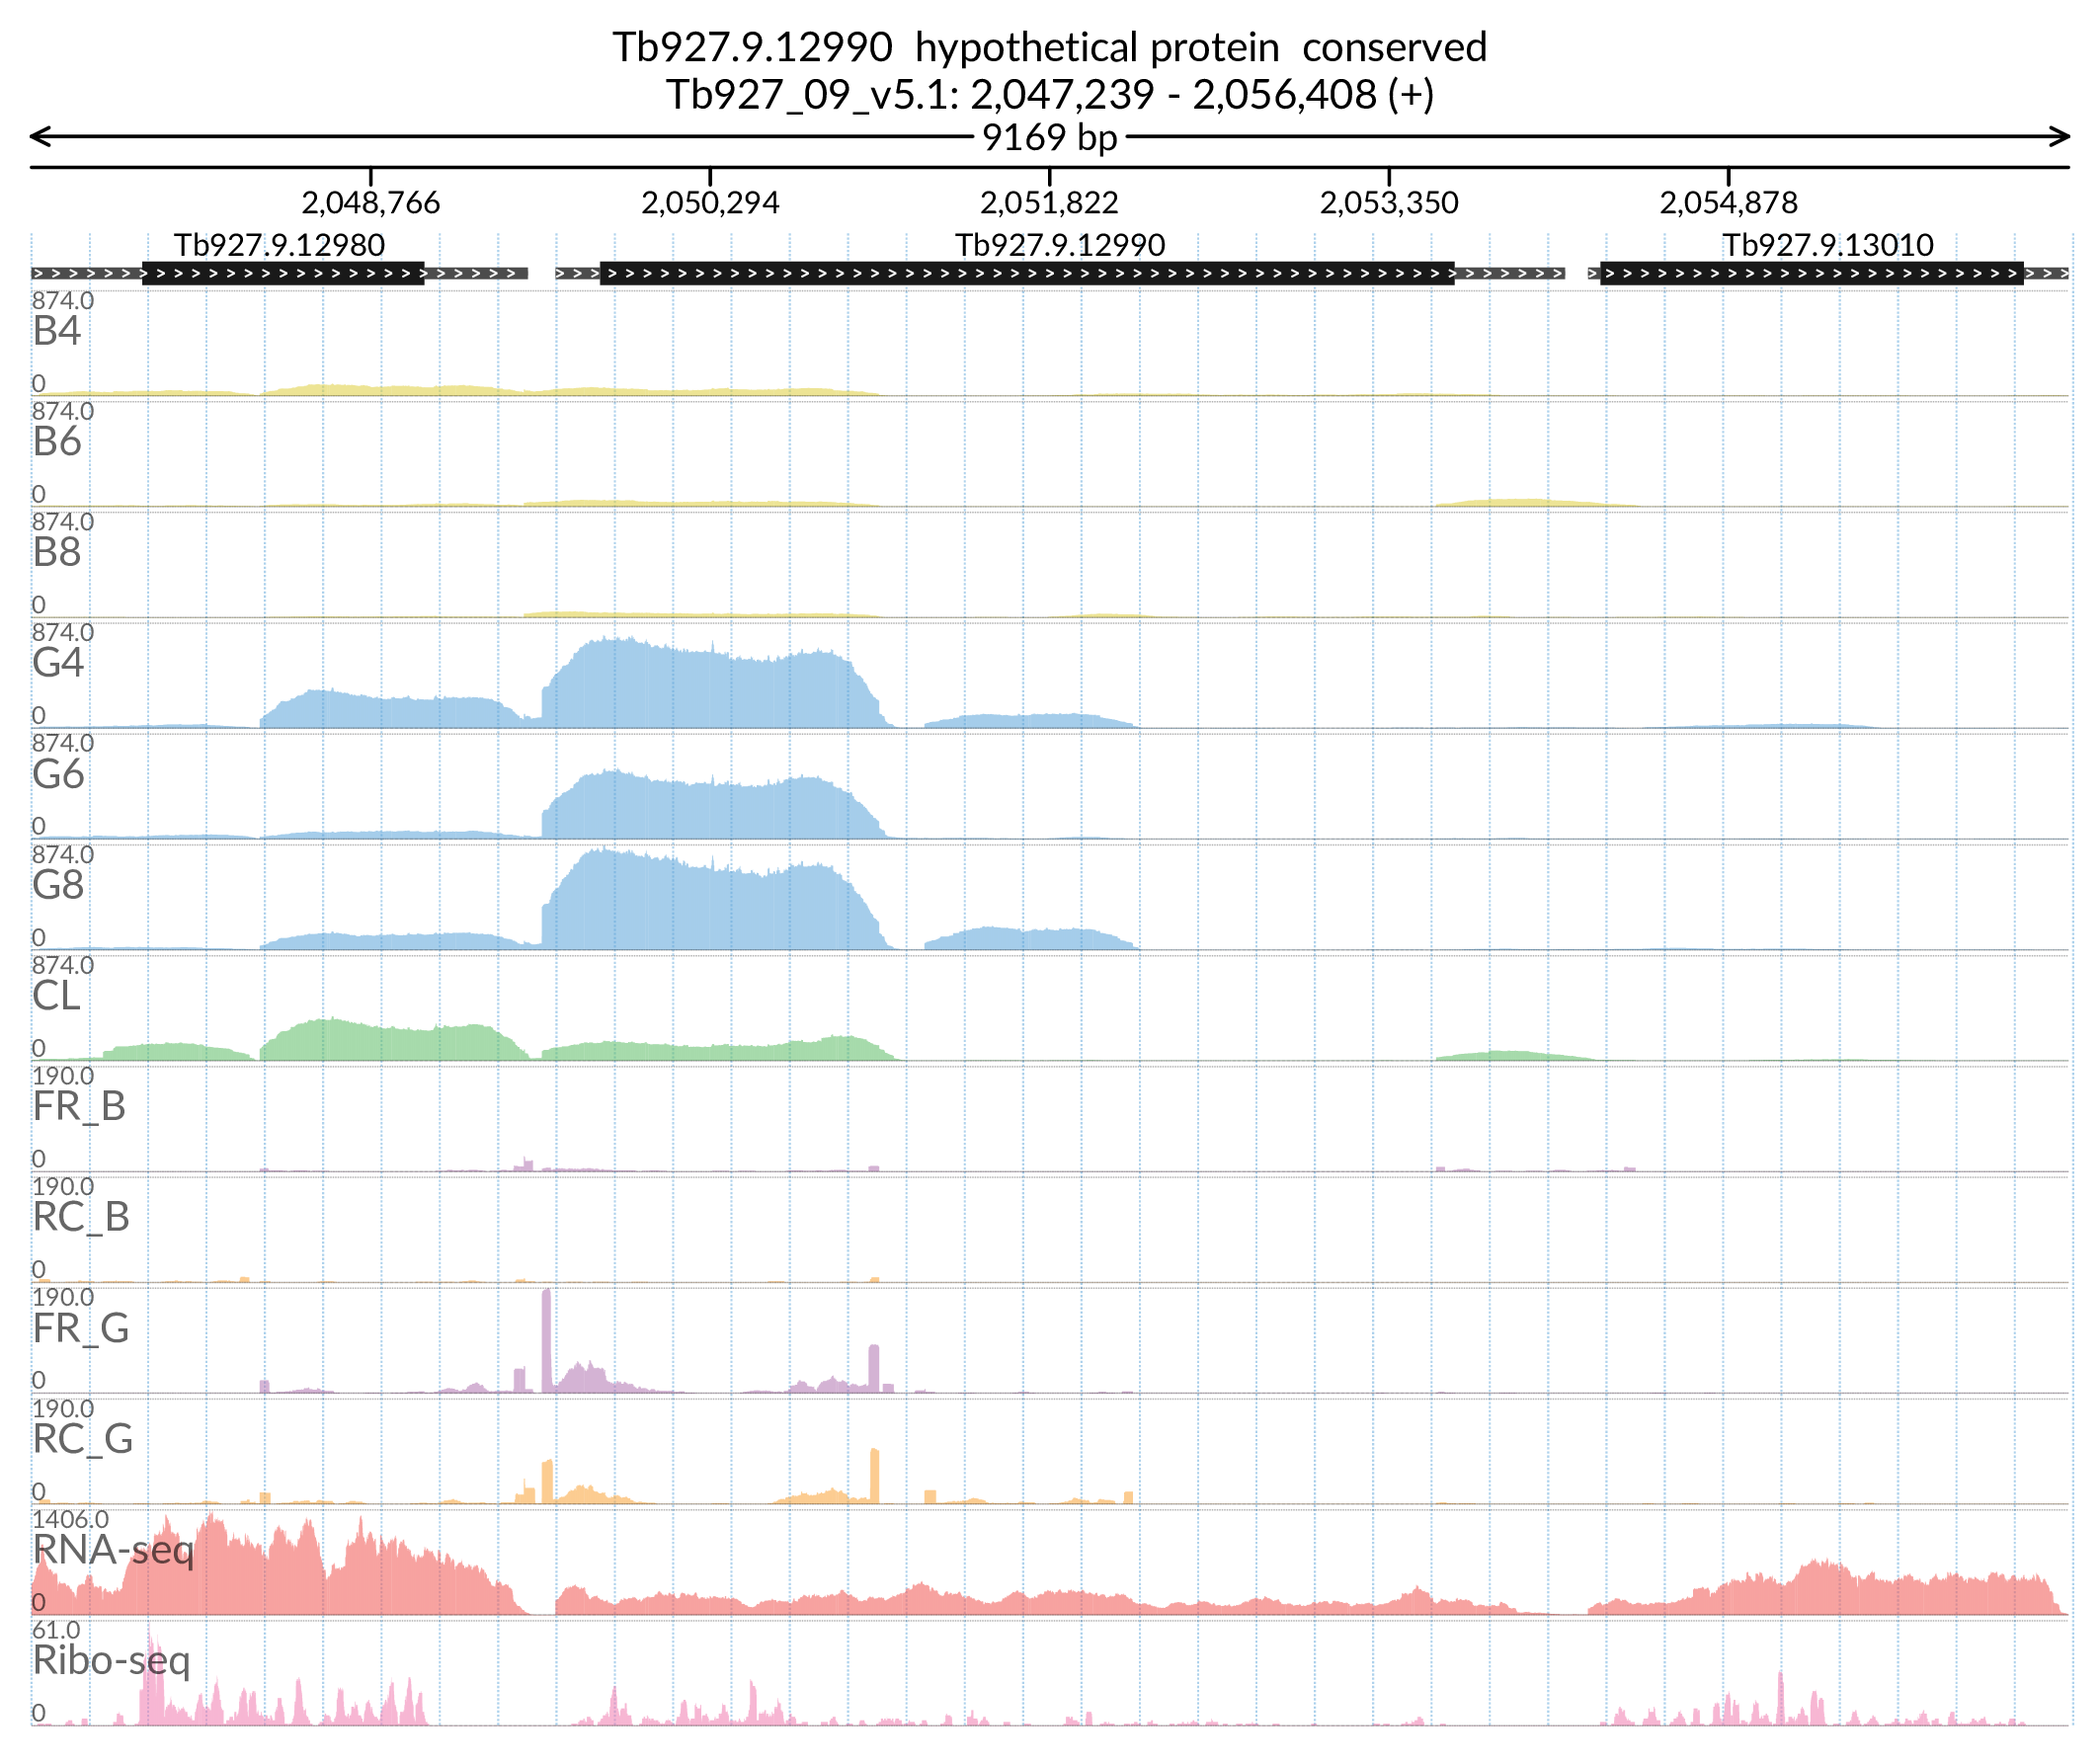 Tb927.9.12990 hypothetical protein conserved
Tb927_09_v5.1: 2,047,239 - 2,056,408 (+)
9169 bp
2,048,766 2,050,294 2,051,822 2,053,350 2,054,878
Tb927.9.12980 Tb927.9.12990 Tb927.9.13010
874.0
B4
0
874.0
B6
0
874.0
B8
0
874.0
G4
0
874.0
G6
0
874.0
G8
0
874.0
CL
0
190.0
FR_B
0
190.0
RC_B
0
190.0
FR_G
0
190.0
RC_G
0
1406.0
RNA-seq
0
61.0
Ribo-seq
0